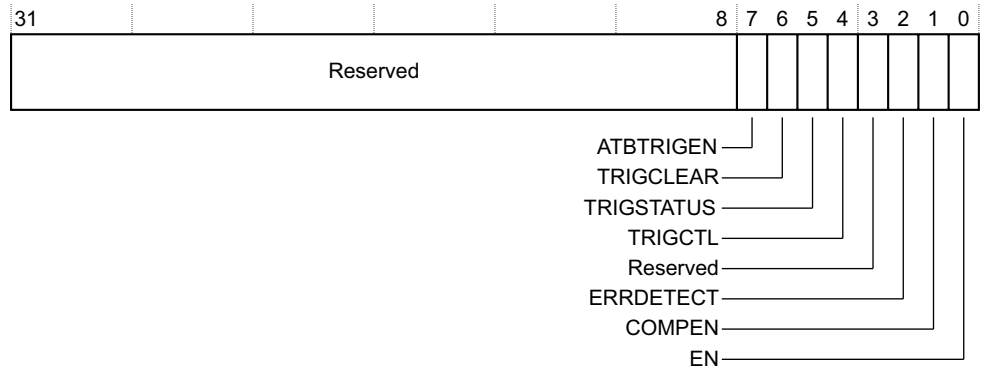 31 8 7 6 5 4 3 2 1 0
Reserved
ATBTRIGEN
TRIGCLEAR
TRIGSTATUS
TRIGCTL
Reserved
ERRDETECT
COMPEN
EN